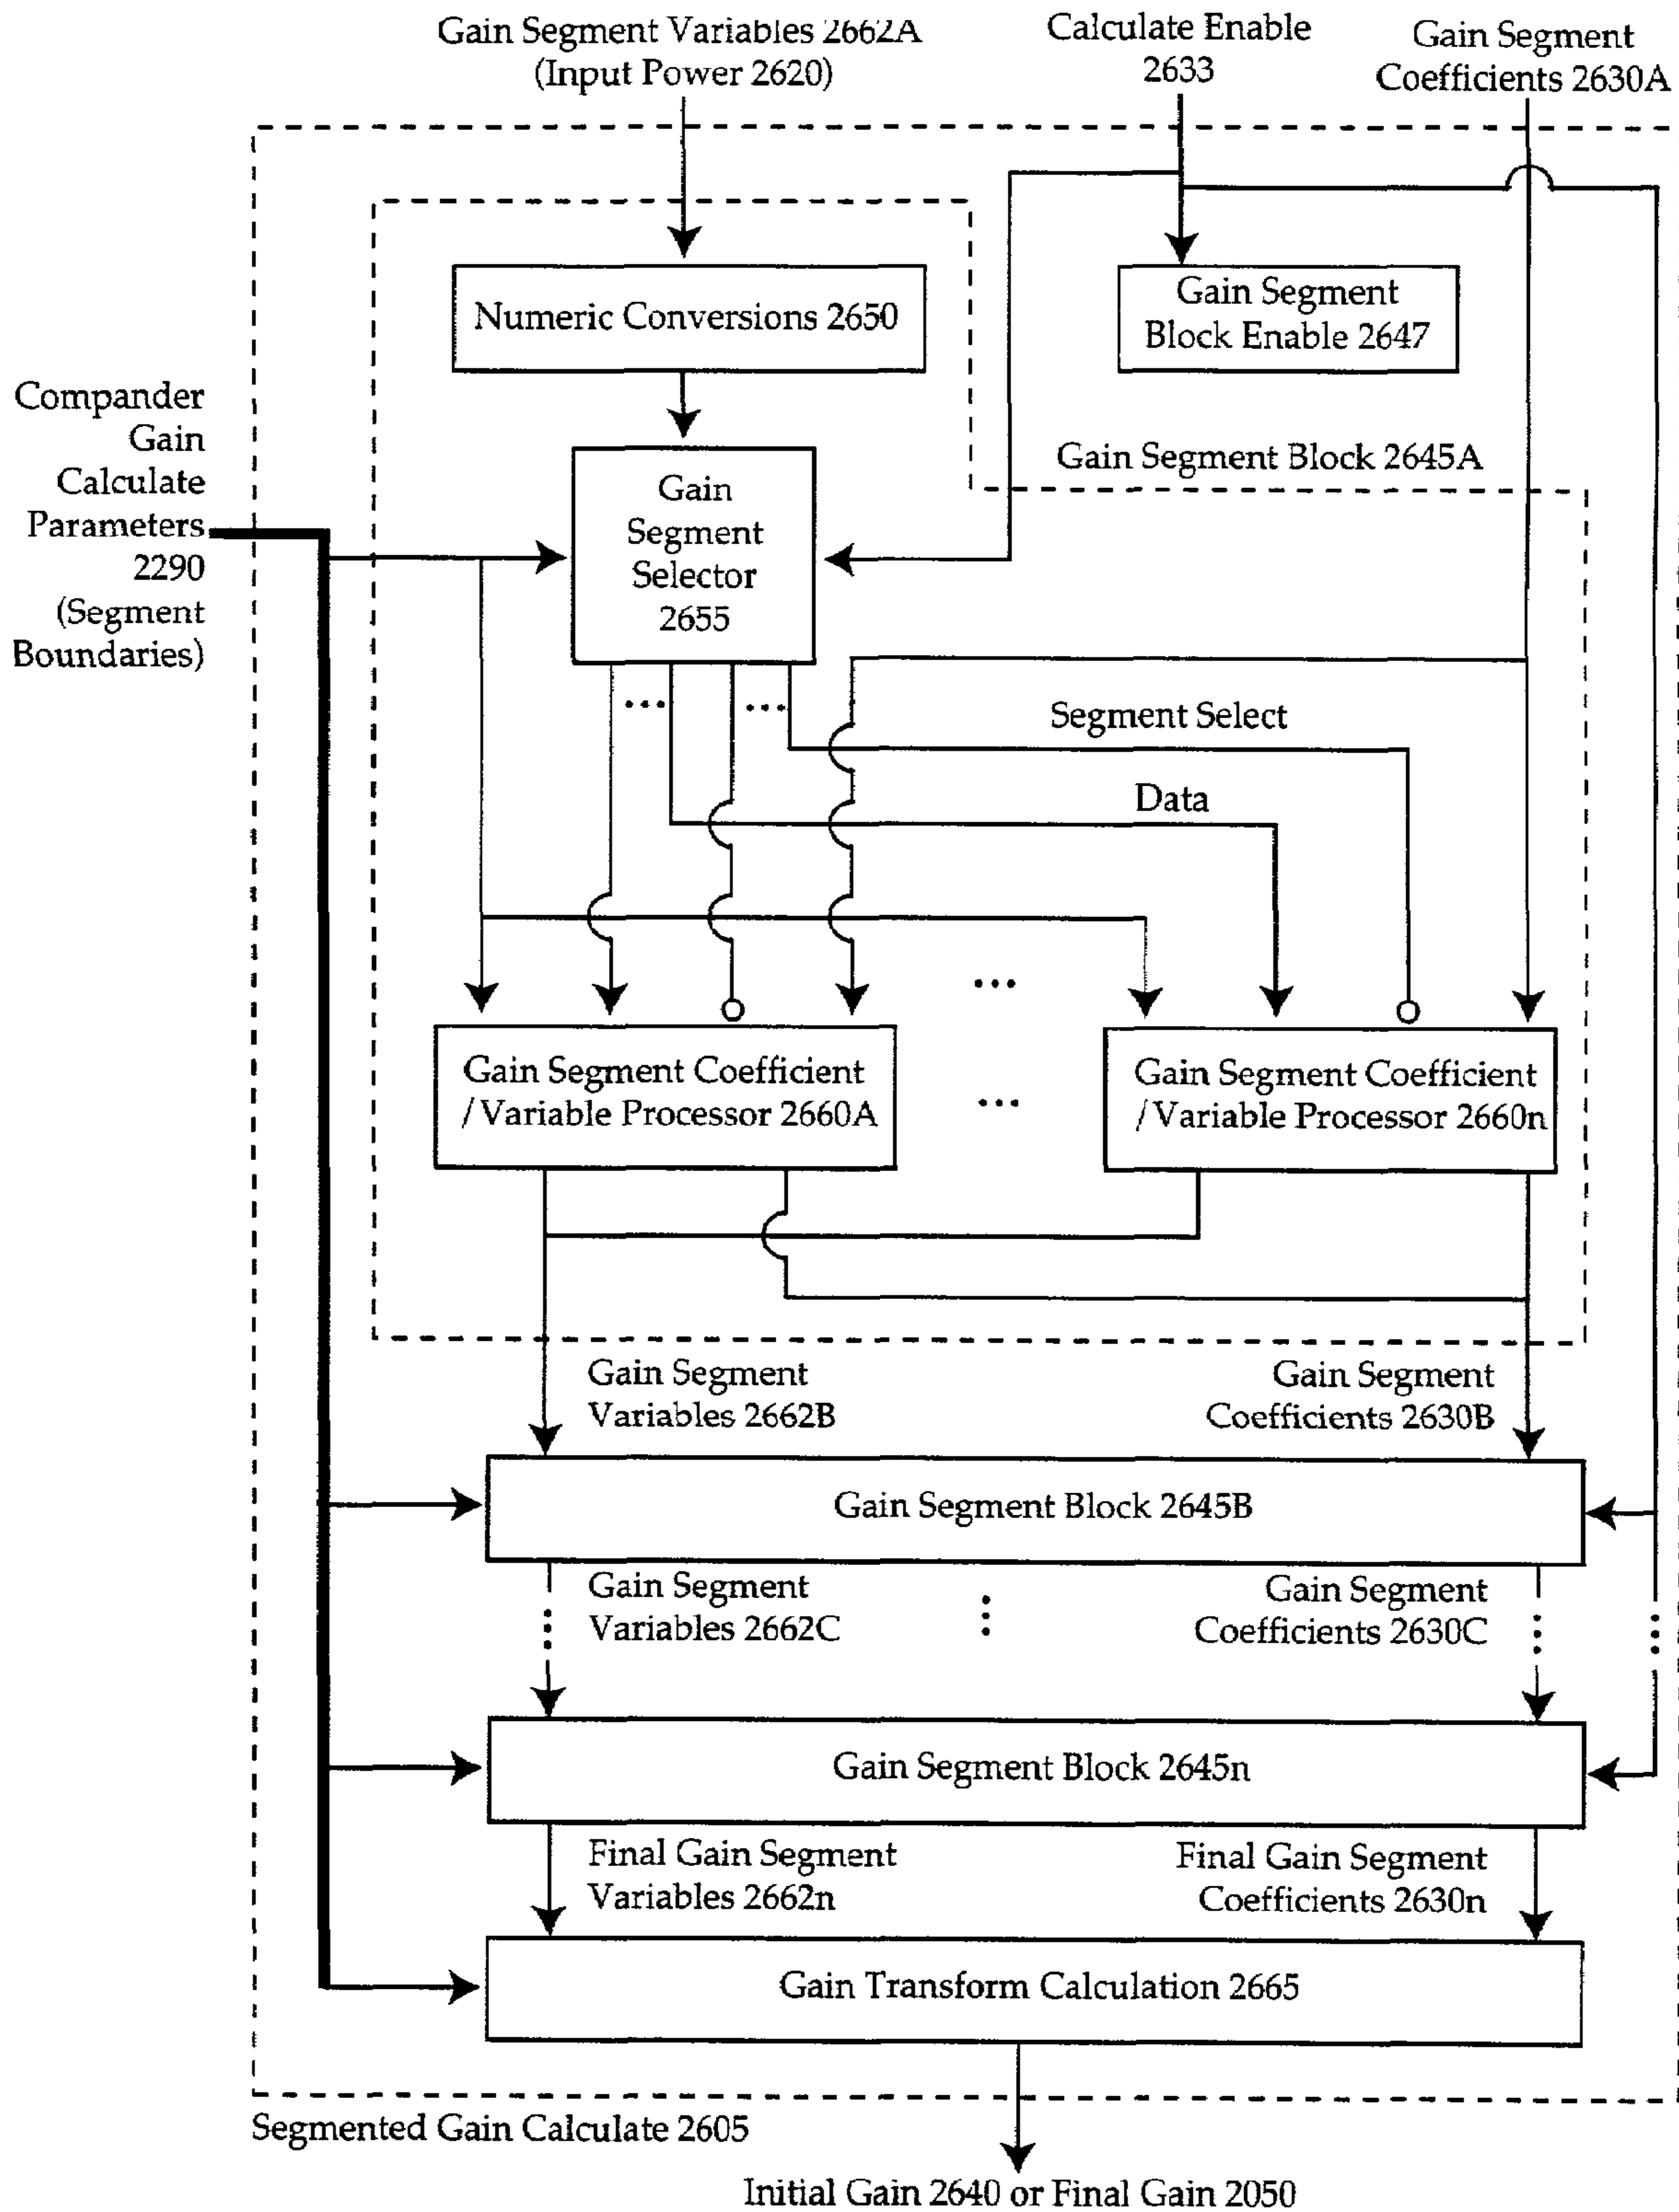 Gain Segment Variables 2662A
(Input Power 2620)
Calculate Enable
2633
Gain Segment
Coefficients 2630A
Numeric Conversions 2650
Gain Segment
Block Enable 2647
Compander
Gain
Calculate
Parameters
2290
(Segment
Boundaries)
Gain Segment Block 2645A
Gain
Segment
Selector
2655
...
...
Segment Select
Data
...
Gain Segment Coefficient
/Variable Processor 2660A
...
Gain Segment Coefficient
/Variable Processor 2660n
Gain Segment
Variables 2662B
Gain Segment
Coefficients 2630B
Gain Segment Block 2645B
Gain Segment
Variables 2662C
Gain Segment
Coefficients 2630C
Gain Segment Block 2645n
Final Gain Segment
Variables 2662n
Final Gain Segment
Coefficients 2630n
Gain Transform Calculation 2665
Segmented Gain Calculate 2605
Initial Gain 2640 or Final Gain 2050